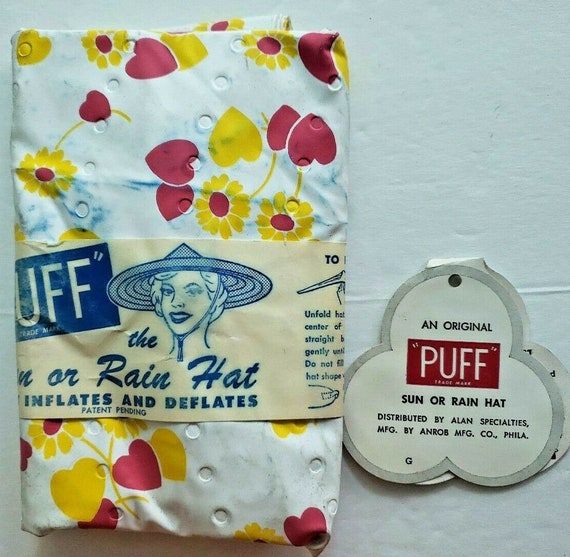 UFF"
TRADE MARK
the
n or Rain Hat
INFLATES AND DEFLATES
PATENT PENDING
TO
Unfold hat
center of
straight b
gently until
Do not fill
hat shape
AN ORIGINAL
"PUFF"
TRADE MARK
SUN OR RAIN HAT
DISTRIBUTED BY ALAN SPECIALTIES,
MFG. BY ANROB MFG. CO., PHILA.
G